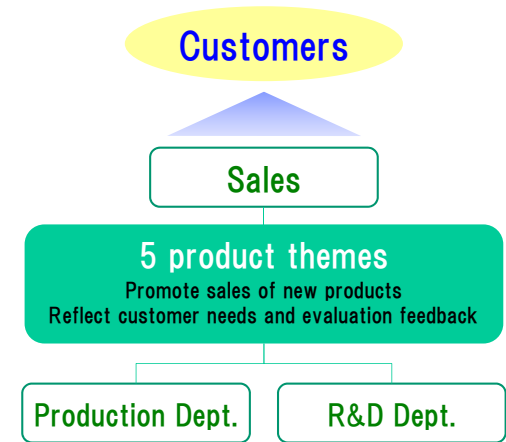 Customers
Sales
5 product themes
Promote sales of new products
Reflect customer needs and evaluation feedback
Production Dept.
R&D Dept.